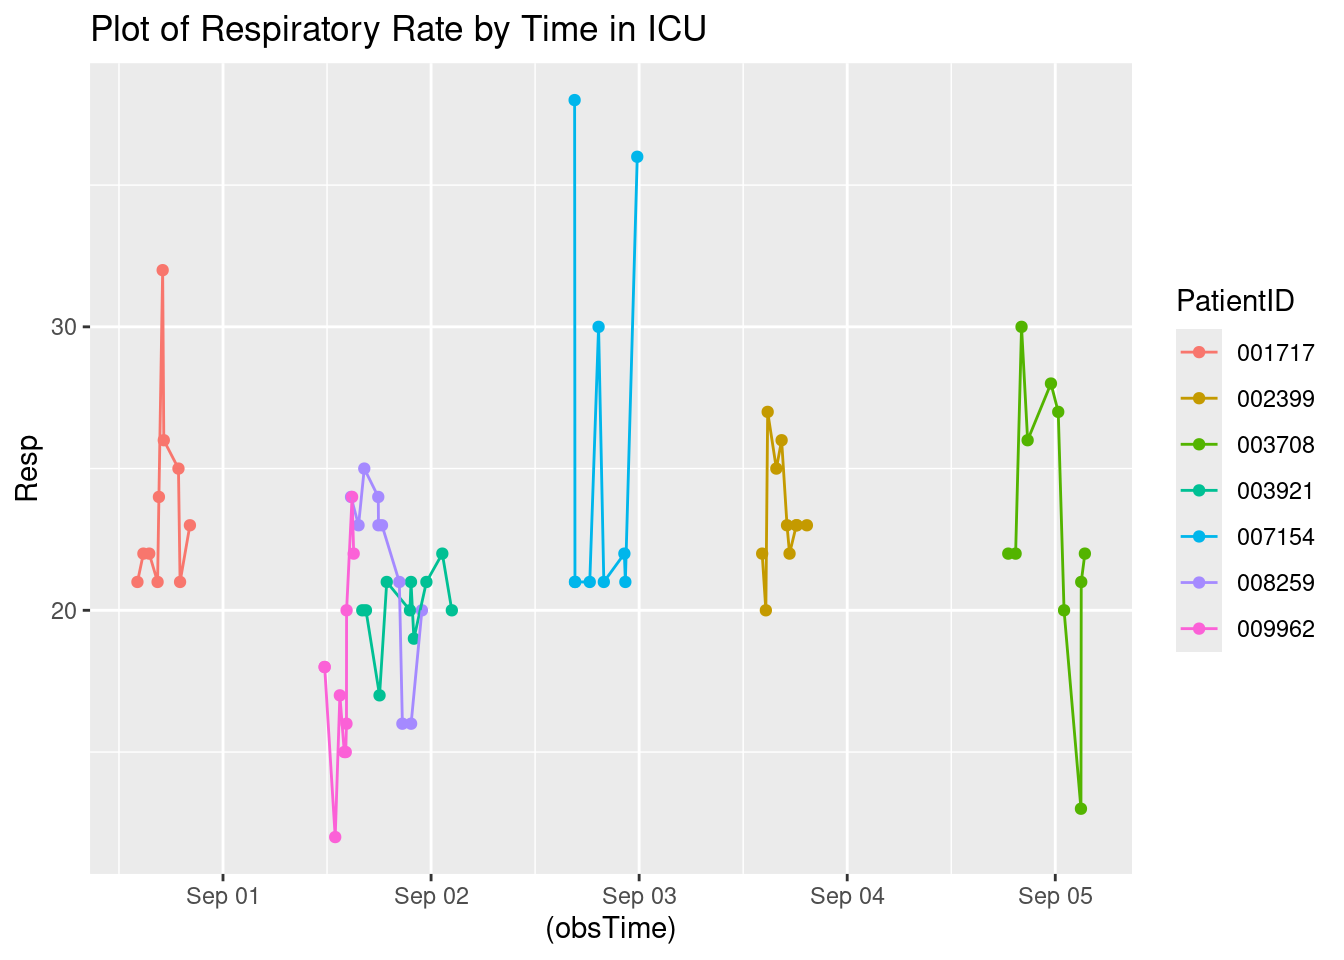 Plot of Respiratory Rate by Time in ICU
Resp
30
20
Sep 01
Sep 02
Sep 03
Sep 04
Sep 05
(obsTime)
PatientID
001717
002399
003708
003921
007154
008259
009962